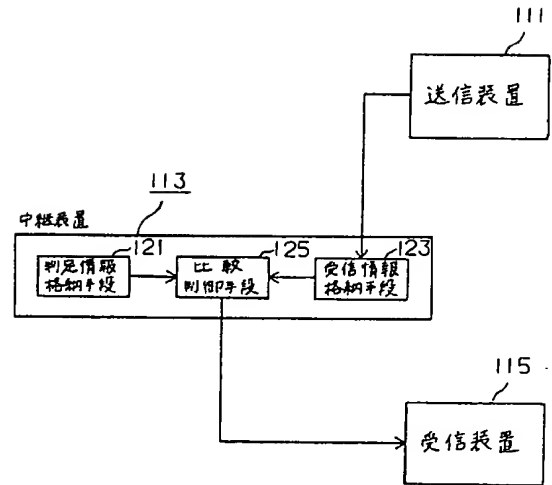 111
送信装置
113
中継装置
121
判定情報
格納手段
125
比較
制御手段
123
受信情報
格納手段
115
受信装置